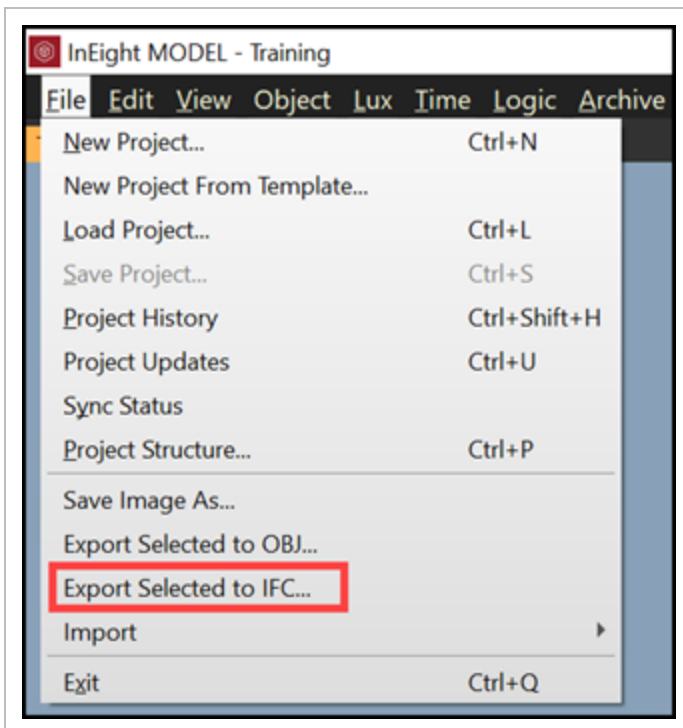 InEight MODEL - Training
File Edit View Object Lux Time Logic Archive
New Project... Ctrl+N
New Project From Template...
Load Project... Ctrl+L
Save Project... Ctrl+S
Project History Ctrl+Shift+H
Project Updates Ctrl+U
Sync Status
Project Structure... Ctrl+P
Save Image As...
Export Selected to OBJ...
Export Selected to IFC...
Import
Exit Ctrl+Q